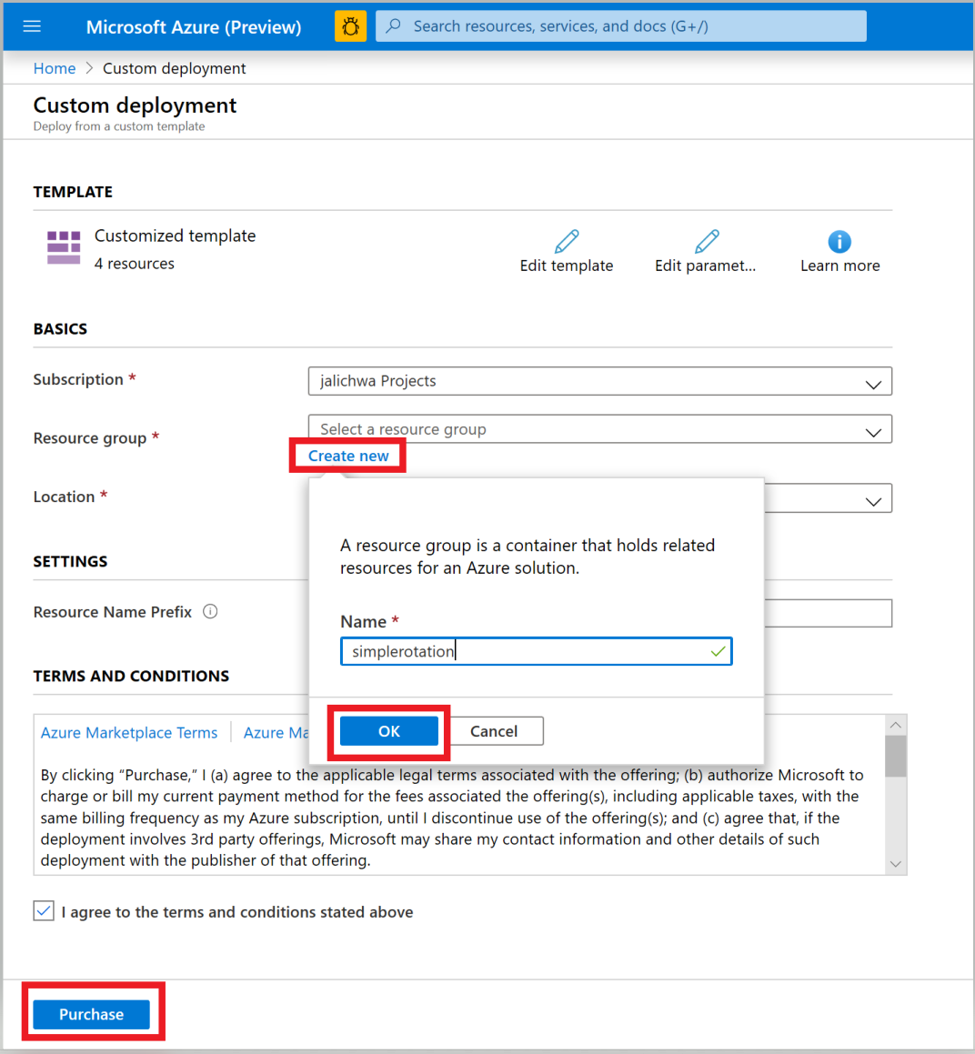 Microsoft Azure (Preview)
Search resources, services, and docs (G+/)
Home > Custom deployment
Custom deployment
Deploy from a custom template
TEMPLATE
Customized template
4 resources
Edit template
Edit paramet...
Learn more
BASICS
Subscription *
jalichwa Projects
Resource group *
Select a resource group
Create new
Location *
A resource group is a container that holds related
resources for an Azure solution.
Name *
simplerotation
OK
Cancel
SETTINGS
Resource Name Prefix
TERMS AND CONDITIONS
Azure Marketplace Terms
Azure Ma
By clicking “Purchase,” I (a) agree to the applicable legal terms associated with the offering; (b) authorize Microsoft to
charge or bill my current payment method for the fees associated the offering(s), including applicable taxes, with the
same billing frequency as my Azure subscription, until I discontinue use of the offering(s); and (c) agree that, if the
deployment involves 3rd party offerings, Microsoft may share my contact information and other details of such
deployment with the publisher of that offering.
I agree to the terms and conditions stated above
Purchase